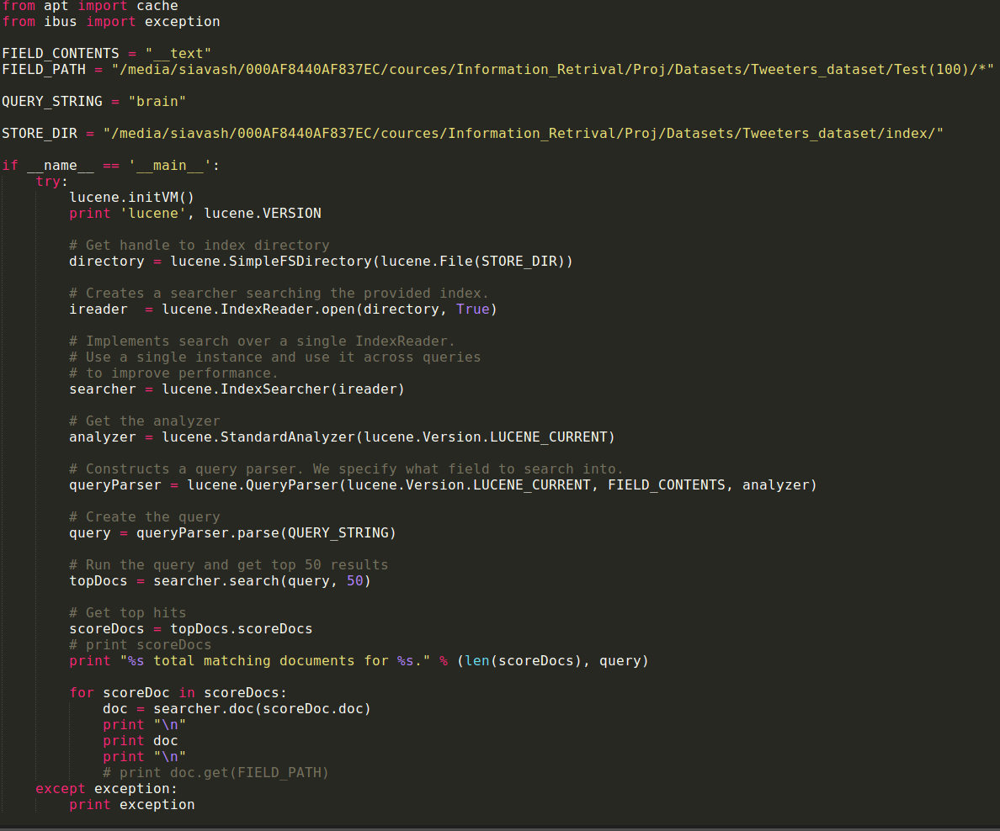 from apt import cache
from ibus import exception
FIELD_CONTENTS = "__text"
FIELD_PATH = "/media/siavash/000AF8440AF837EC/cources/Information_Retrival/Proj/Datasets/Tweeters_dataset/Test(100)/*"
QUERY_STRING = "brain"
STORE_DIR = "/media/siavash/000AF8440AF837EC/cources/Information_Retrival/Proj/Datasets/Tweeters_dataset/index/"
if __name__ == '__main__':
    try:
        lucene.initVM()
        print 'lucene', lucene.VERSION
        # Get handle to index directory
        directory = lucene.SimpleFSDirectory(lucene.File(STORE_DIR))
        # Creates a searcher searching the provided index.
        ireader  = lucene.IndexReader.open(directory, True)
        # Implements search over a single IndexReader.
        # Use a single instance and use it across queries
        # to improve performance.
        searcher = lucene.IndexSearcher(ireader)
        # Get the analyzer
        analyzer = lucene.StandardAnalyzer(lucene.Version.LUCENE_CURRENT)
        # Constructs a query parser. We specify what field to search into.
        queryParser = lucene.QueryParser(lucene.Version.LUCENE_CURRENT, FIELD_CONTENTS, analyzer)
        # Create the query
        query = queryParser.parse(QUERY_STRING)
        # Run the query and get top 50 results
        topDocs = searcher.search(query, 50)
        # Get top hits
        scoreDocs = topDocs.scoreDocs
        # print scoreDocs
        print "%s total matching documents for %s." % (len(scoreDocs), query)
        for scoreDoc in scoreDocs:
            doc = searcher.doc(scoreDoc.doc)
            print "\n"
            print doc
            print "\n"
            # print doc.get(FIELD_PATH)
    except exception:
        print exception